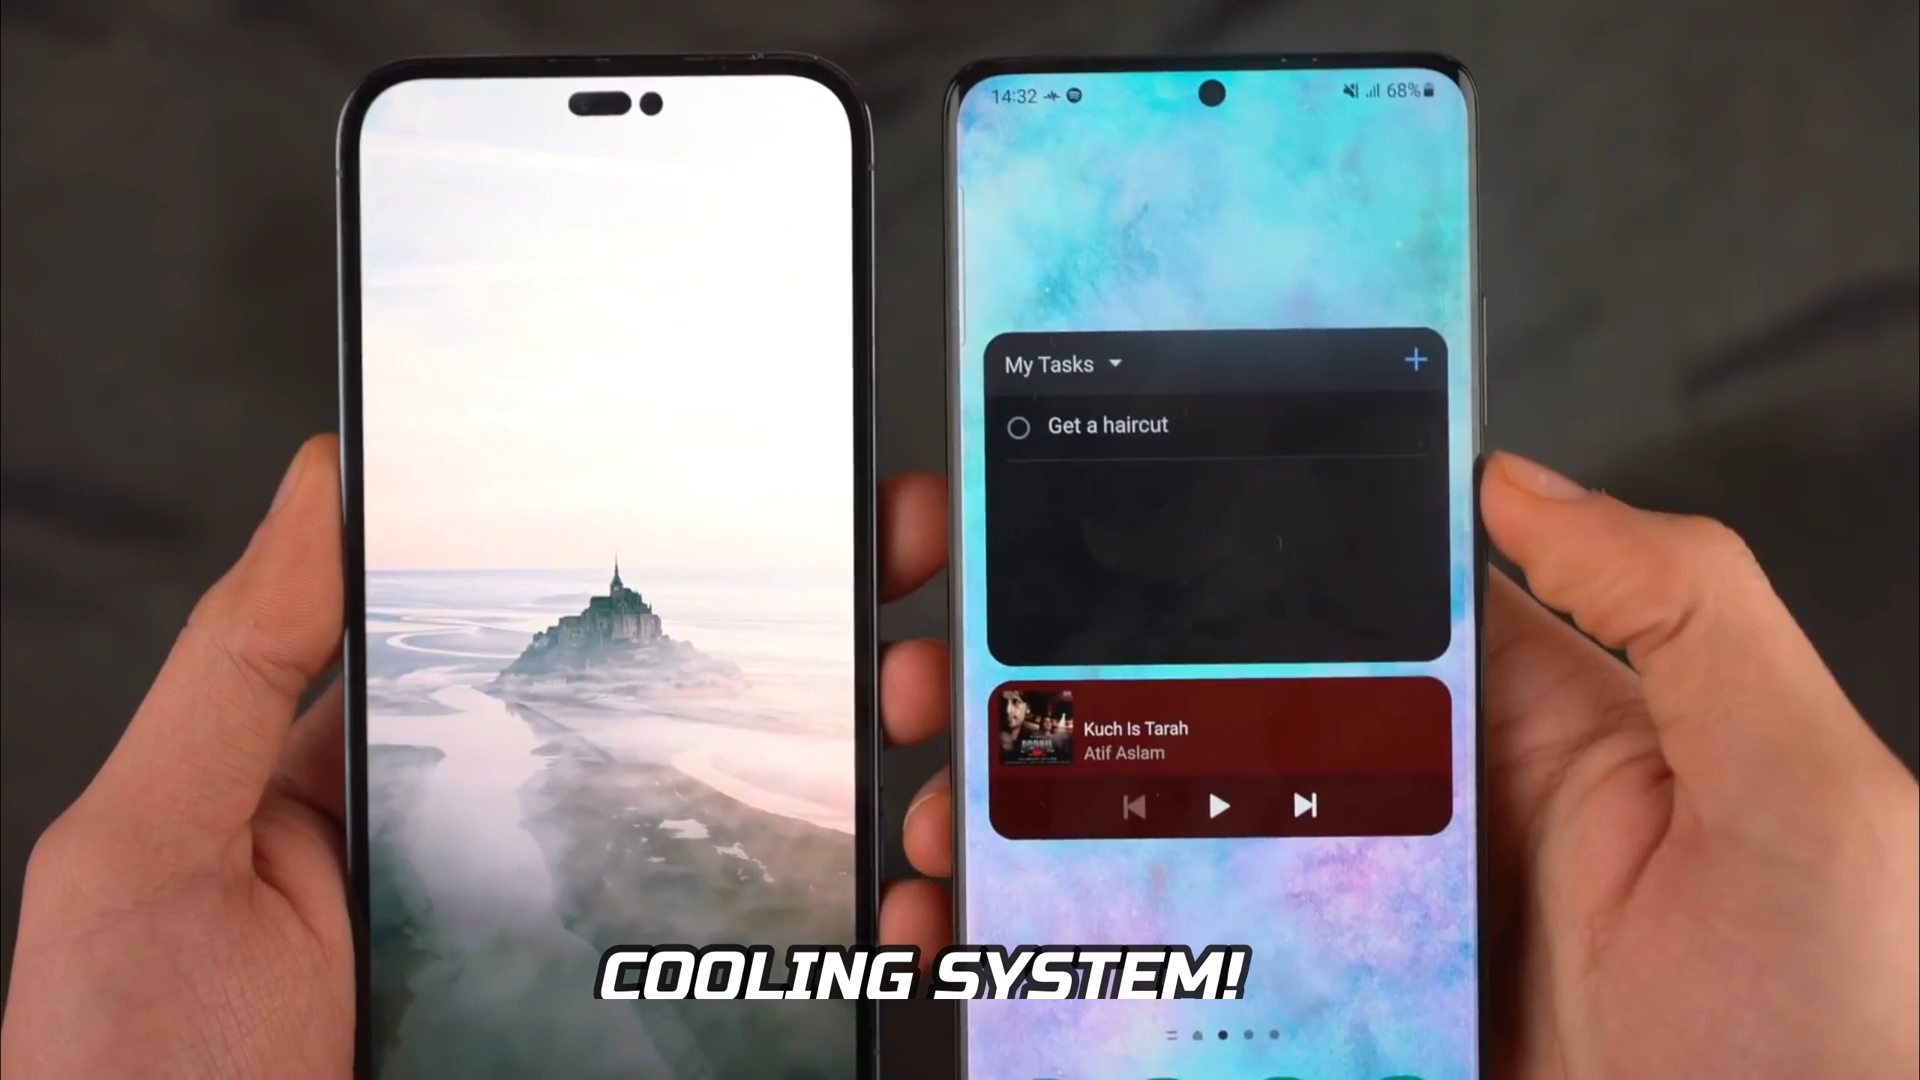 14:32
68%
My Tasks
Get a haircut
Kuch Is Tarah
Atif Aslam
COOLING SYSTEM!